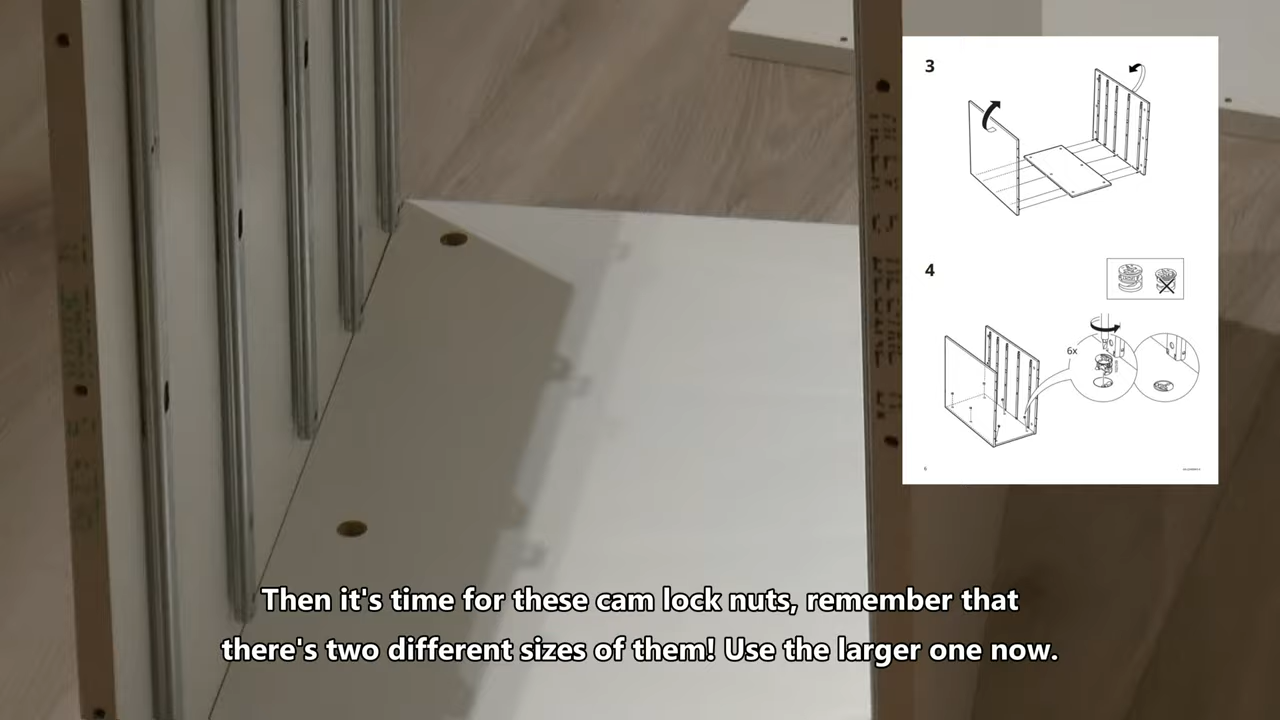 3
4
6x
6
Then it's time for these cam lock nuts, remember that
there's two different sizes of them! Use the larger one now.